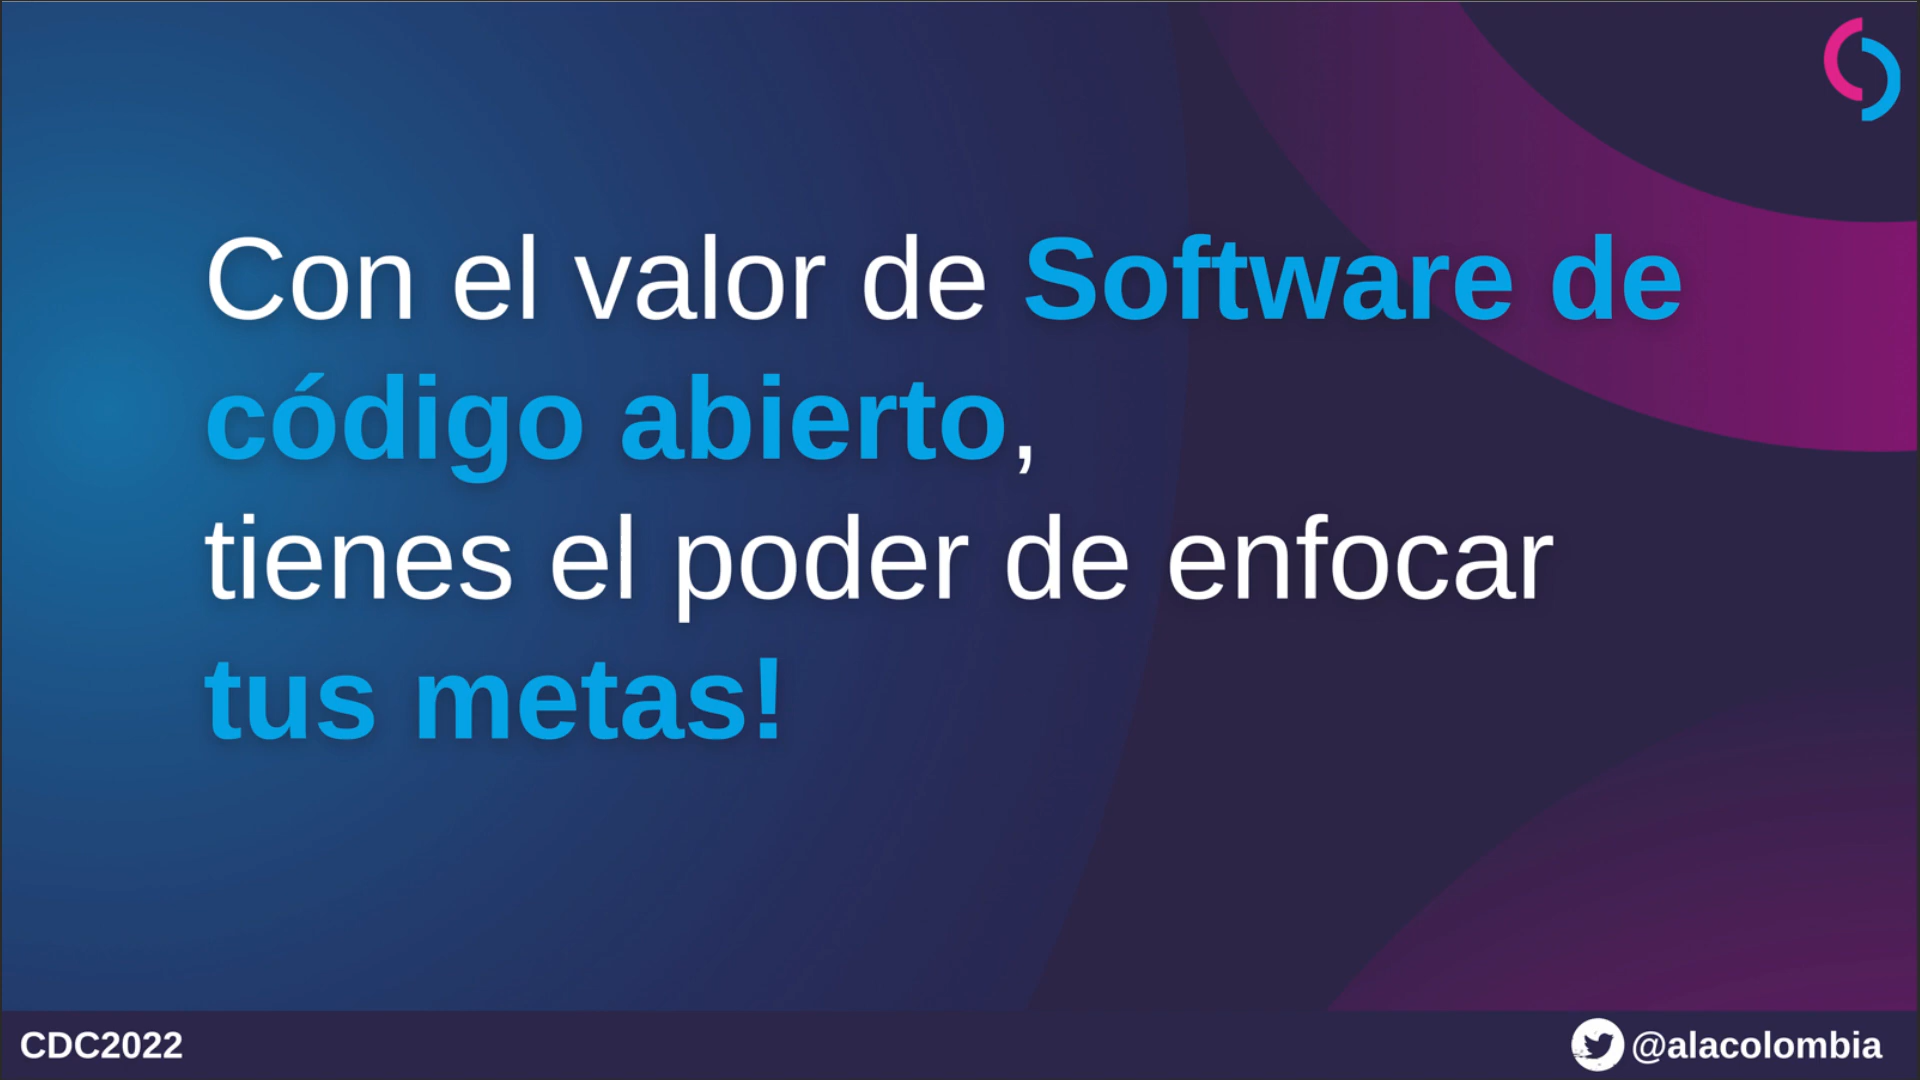 Con el valor de Software de
código abierto,
tienes el poder de enfocar
tus metas!
CDC2022
@alacolombia